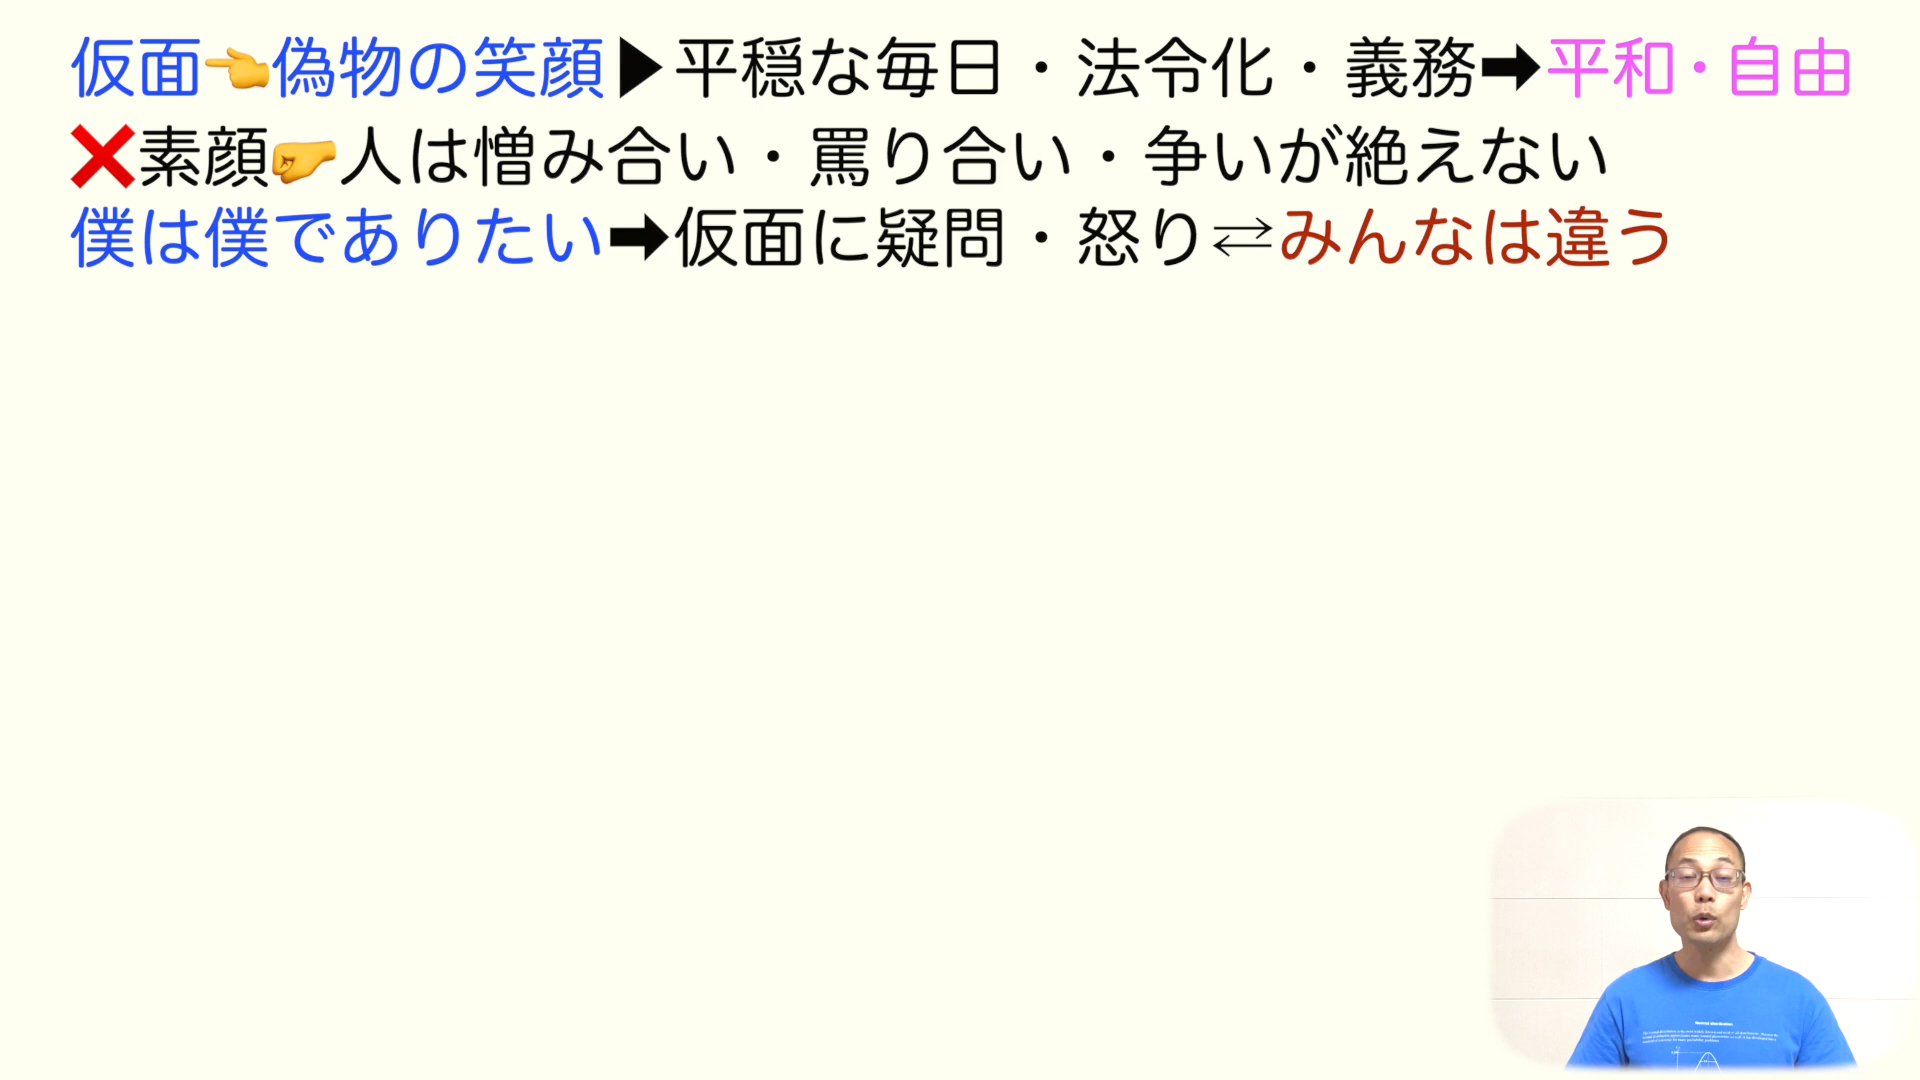 仮面👈偽物の笑顔▶平穏な毎日・法令化・義務➡平和・自由
❌素顔🤛人は憎み合い・罵り合い・争いが絶えない
僕は僕でありたい➡仮面に疑問・怒り⇄みんなは違う
Normal distribution